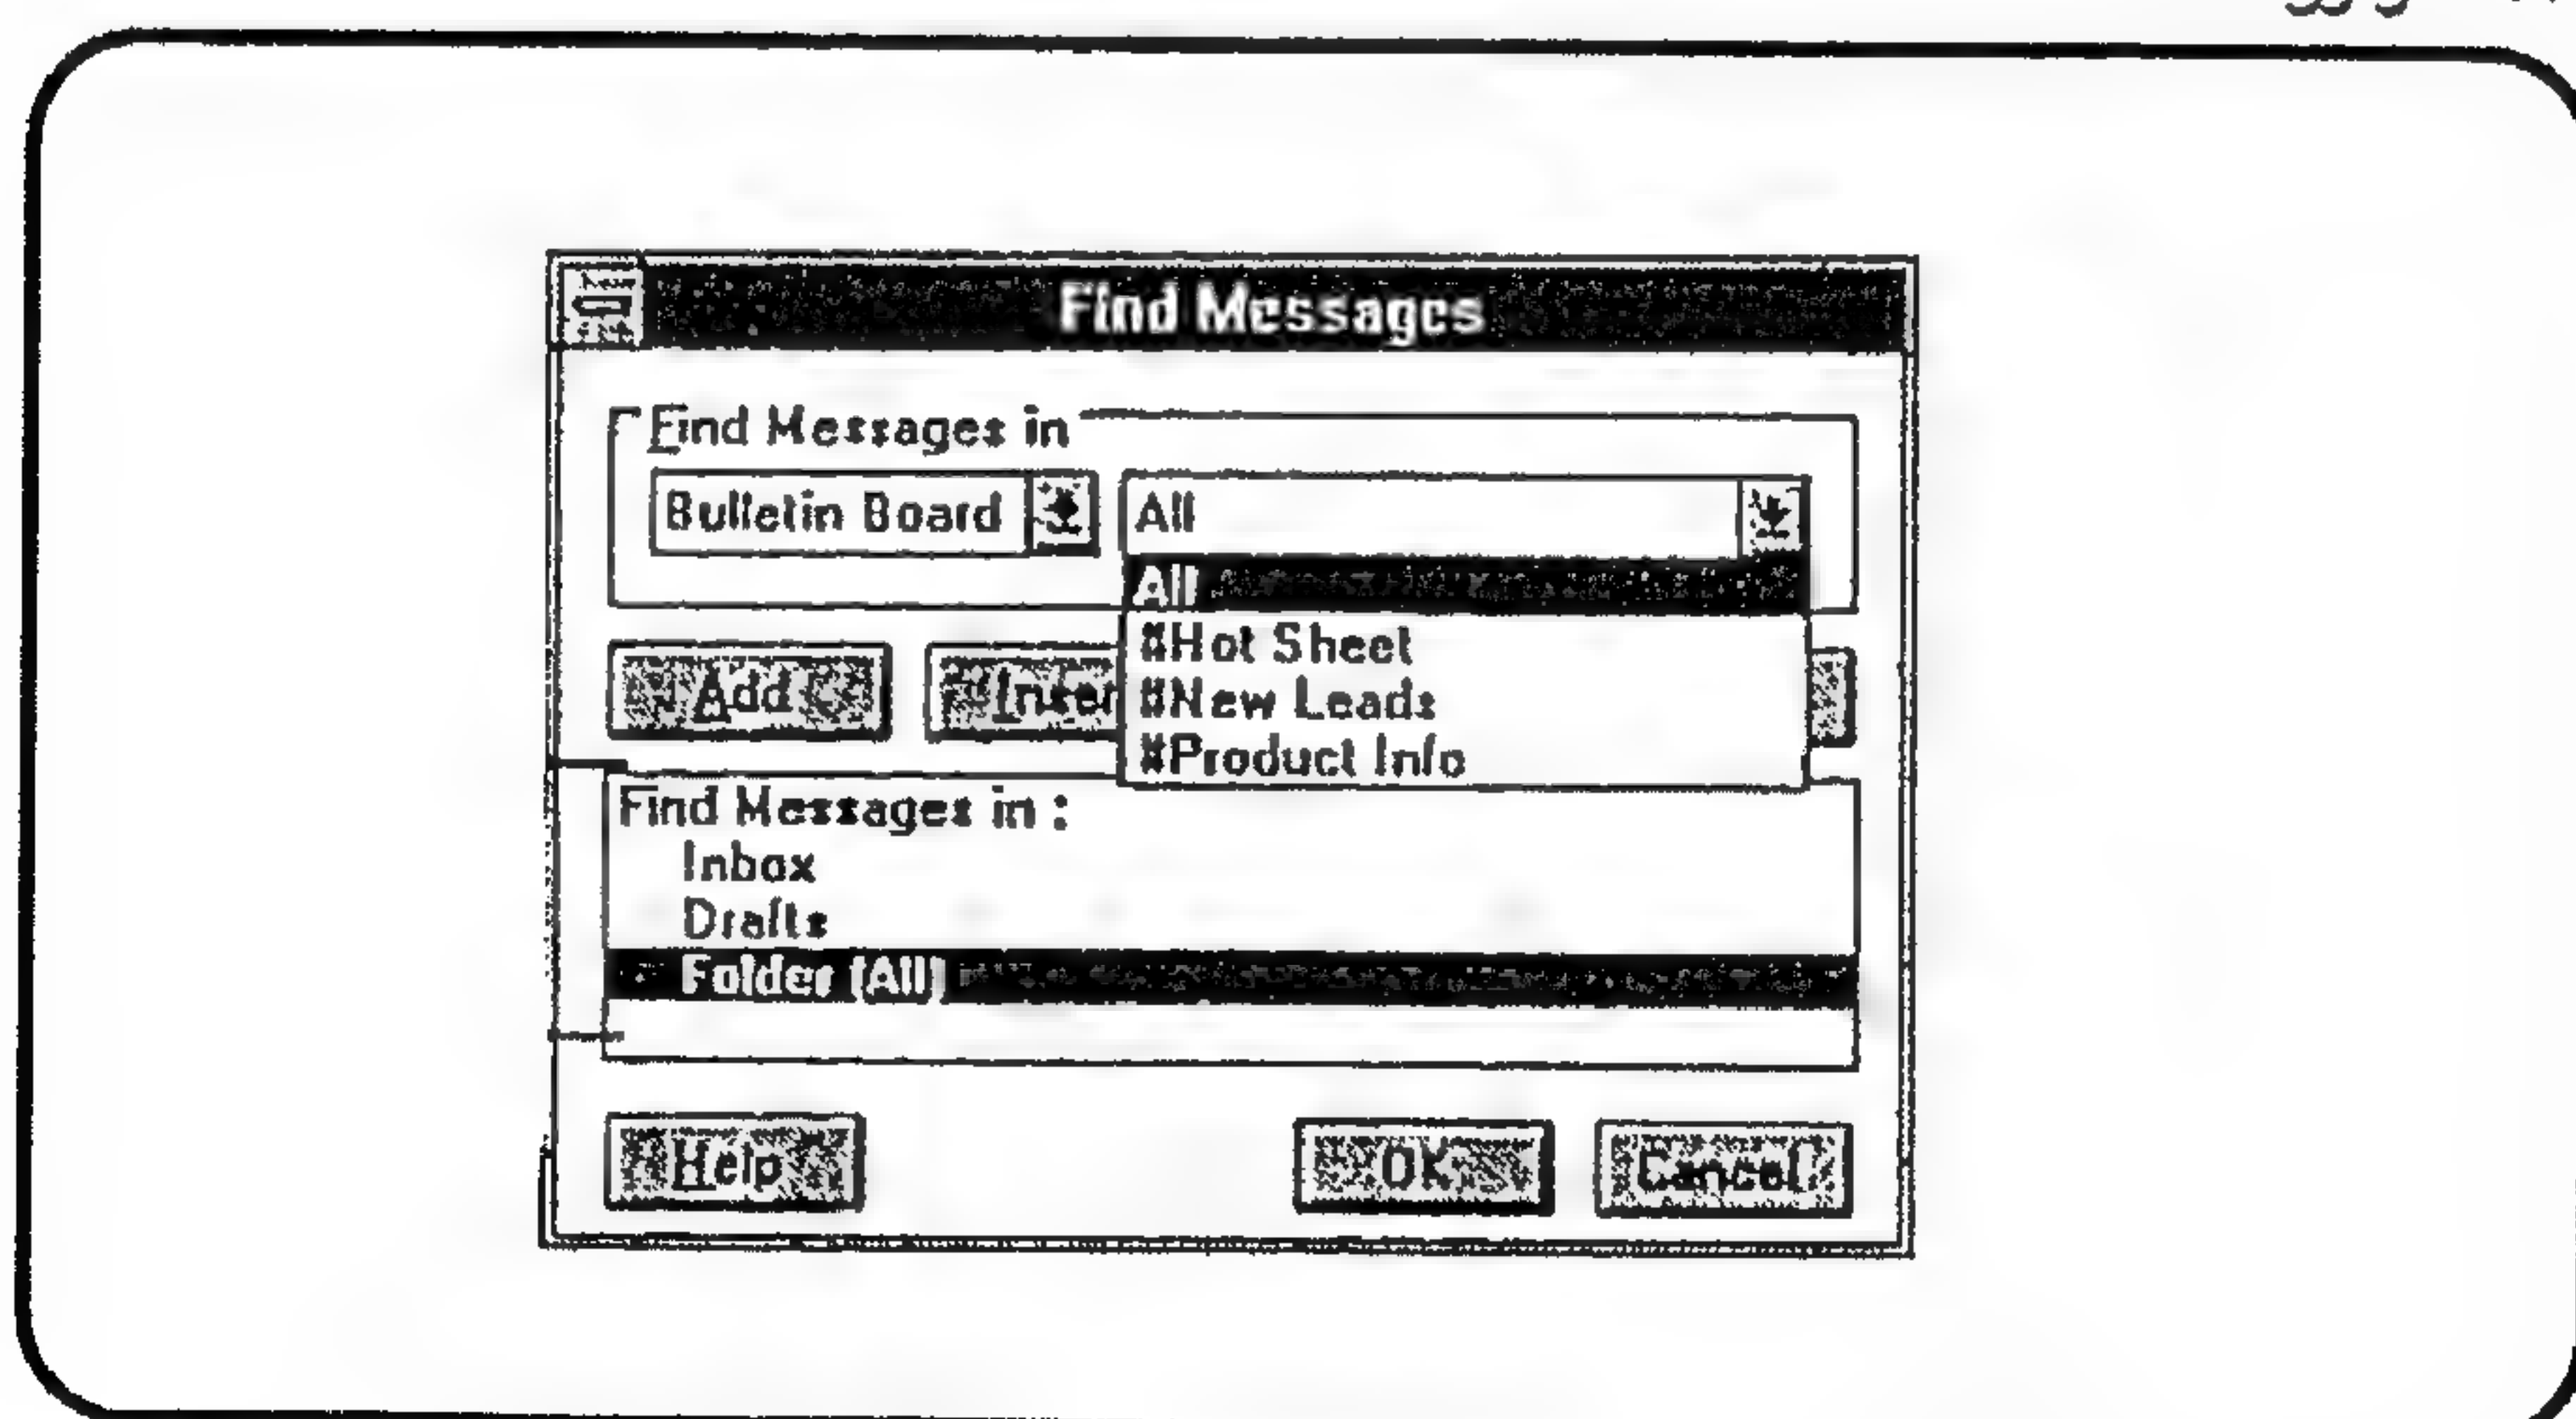 Find Messages
Find Messages in
Bulletin Board All
All
#Hot Sheet
Add
#New Leads
#Product Info
Find Messages in :
Inbox
Drafts
Folder (All)
Help OK Cancel